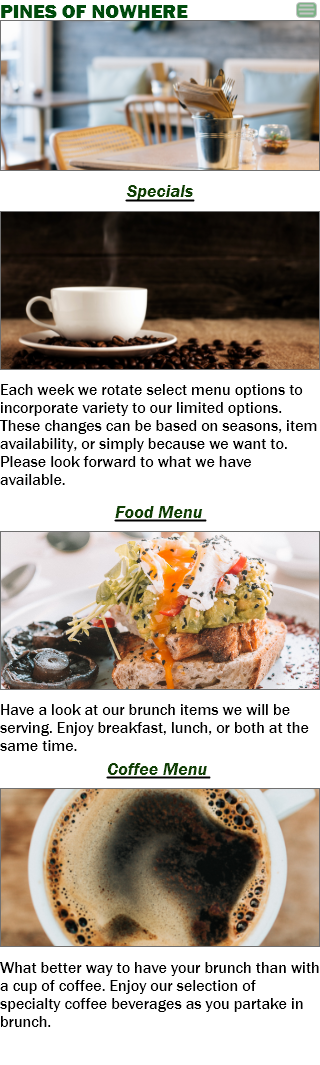 PINES OF NOWHERE
Specials
Each week we rotate select menu options to
incorporate variety to our limited options.
These changes can be based on seasons, item
availability, or simply because we want to.
Please look forward to what we have
available.
Food Menu
Have a look at our brunch items we will be
serving. Enjoy breakfast, lunch, or both at the
same time.
Coffee Menu
What better way to have your brunch than with
a cup of coffee. Enjoy our selection of
specialty coffee beverages as you partake in
brunch.